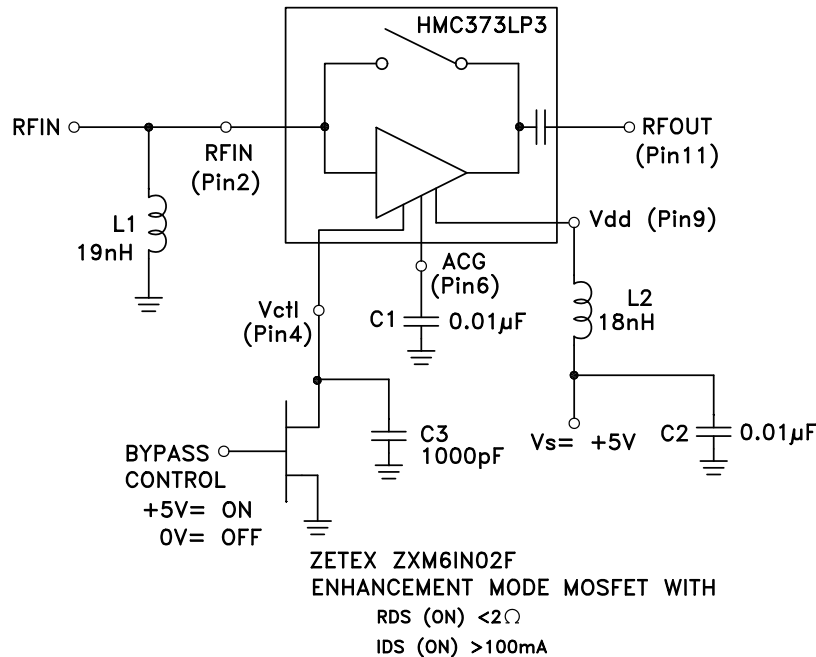 HMC373LP3
RFIN
RFIN
(Pin2)
RFOUT
(Pin11)
L1
19nH
Vdd (Pin9)
ACG
(Pin6)
Vctl
(Pin4)
C1
0.01µF
L2
18nH
C3
1000pF
Vs= +5V
C2
0.01µF
BYPASS
CONTROL
+5V= ON
0V= OFF
ZETEX ZXM6IN02F
ENHANCEMENT MODE MOSFET WITH
RDS (ON) <2Ω
IDS (ON) >100mA